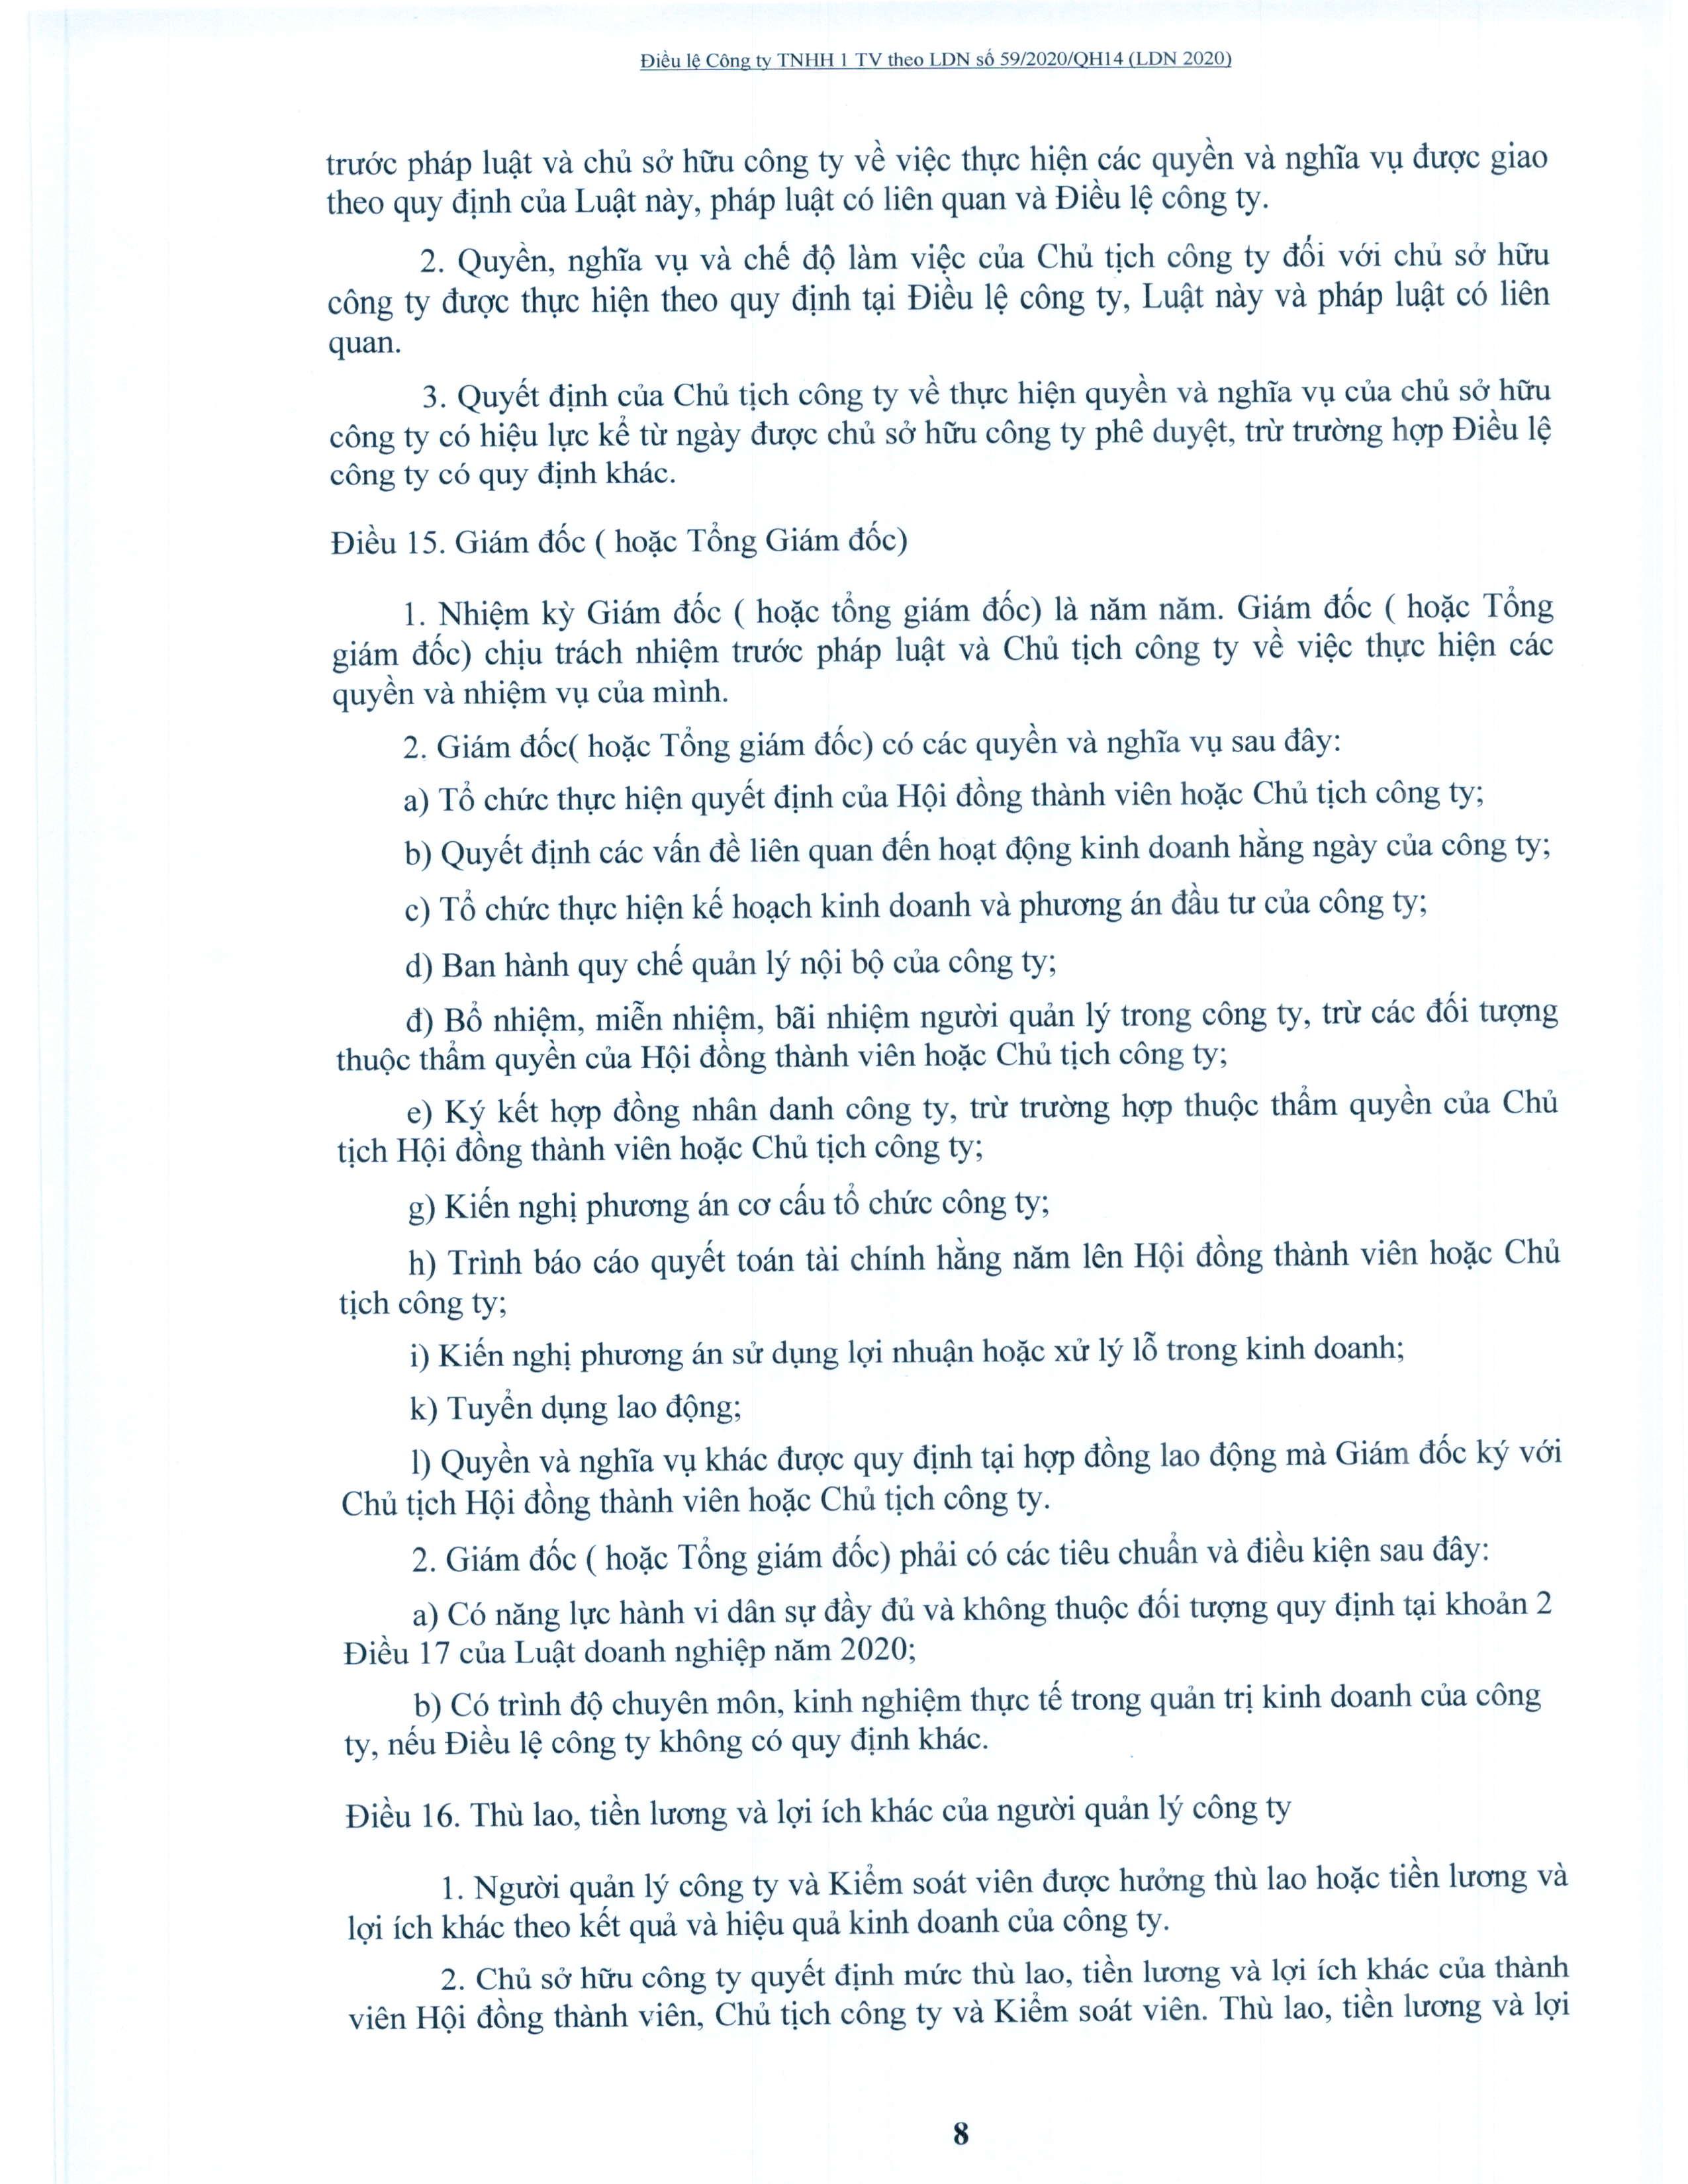 Điều lệ Công ty TNHH 1 TV theo LDN số 59/2020/QH14 (LDN 2020)
trước pháp luật và chủ sở hữu công ty về việc thực hiện các quyền và nghĩa vụ được giao
theo quy định của Luật này, pháp luật có liên quan và Điều lệ công ty.
2. Quyền, nghĩa vụ và chế độ làm việc của Chủ tịch công ty đối với chủ sở hữu
công ty được thực hiện theo quy định tại Điều lệ công ty, Luật này và pháp luật có liên
quan.
3. Quyết định của Chủ tịch công ty về thực hiện quyền và nghĩa vụ của chủ sở hữu
công ty có hiệu lực kể từ ngày được chủ sở hữu công ty phê duyệt, trừ trường hợp Điều lệ
công ty có quy định khác.
Điều 15. Giám đốc ( hoặc Tổng Giám đốc)
1. Nhiệm kỳ Giám đốc ( hoặc tổng giám đốc) là năm năm. Giám đốc ( hoặc Tổng
giám đốc) chịu trách nhiệm trước pháp luật và Chủ tịch công ty về việc thực hiện các
quyền và nhiệm vụ của mình.
2. Giám đốc( hoặc Tổng giám đốc) có các quyền và nghĩa vụ sau đây:
a) Tổ chức thực hiện quyết định của Hội đồng thành viên hoặc Chủ tịch công ty;
b) Quyết định các vấn đề liên quan đến hoạt động kinh doanh hằng ngày của công ty;
c) Tổ chức thực hiện kế hoạch kinh doanh và phương án đầu tư của công ty;
d) Ban hành quy chế quản lý nội bộ của công ty;
đ) Bổ nhiệm, miễn nhiệm, bãi nhiệm người quản lý trong công ty, trừ các đối tượng
thuộc thẩm quyền của Hội đồng thành viên hoặc Chủ tịch công ty;
e) Ký kết hợp đồng nhân danh công ty, trừ trường hợp thuộc thẩm quyền của Chủ
tịch Hội đồng thành viên hoặc Chủ tịch công ty;
g) Kiến nghị phương án cơ cấu tổ chức công ty;
h) Trình báo cáo quyết toán tài chính hằng năm lên Hội đồng thành viên hoặc Chủ
tịch công ty;
i) Kiến nghị phương án sử dụng lợi nhuận hoặc xử lý lỗ trong kinh doanh;
k) Tuyển dụng lao động;
l) Quyền và nghĩa vụ khác được quy định tại hợp đồng lao động mà Giám đốc ký với
Chủ tịch Hội đồng thành viên hoặc Chủ tịch công ty.
2. Giám đốc ( hoặc Tổng giám đốc) phải có các tiêu chuẩn và điều kiện sau đây:
a) Có năng lực hành vi dân sự đầy đủ và không thuộc đối tượng quy định tại khoản 2
Điều 17 của Luật doanh nghiệp năm 2020;
b) Có trình độ chuyên môn, kinh nghiệm thực tế trong quản trị kinh doanh của công
ty, nếu Điều lệ công ty không có quy định khác.
Điều 16. Thù lao, tiền lương và lợi ích khác của người quản lý công ty
1. Người quản lý công ty và Kiểm soát viên được hưởng thù lao hoặc tiền lương và
lợi ích khác theo kết quả và hiệu quả kinh doanh của công ty.
2. Chủ sở hữu công ty quyết định mức thù lao, tiền lương và lợi ích khác của thành
viên Hội đồng thành viên, Chủ tịch công ty và Kiểm soát viên. Thù lao, tiền lương và lợi
8